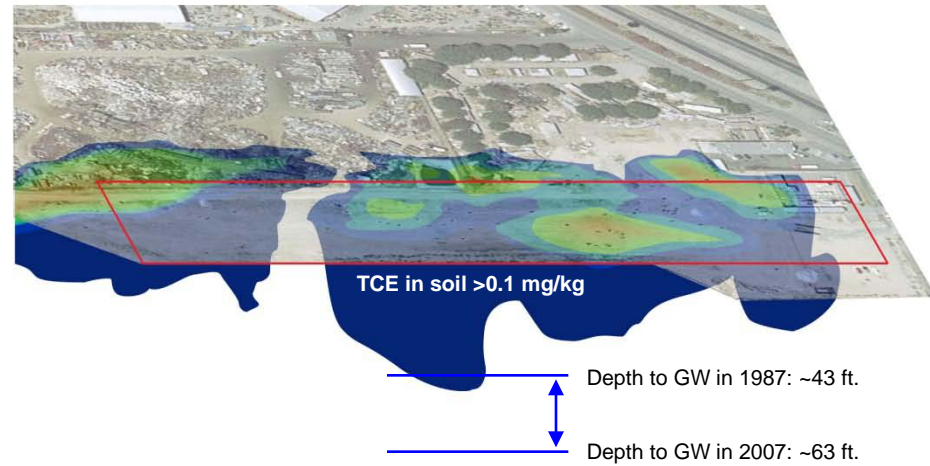 TCE in soil >0.1 mg/kg
Depth to GW in 1987: ~43 ft.
Depth to GW in 2007: ~63 ft.